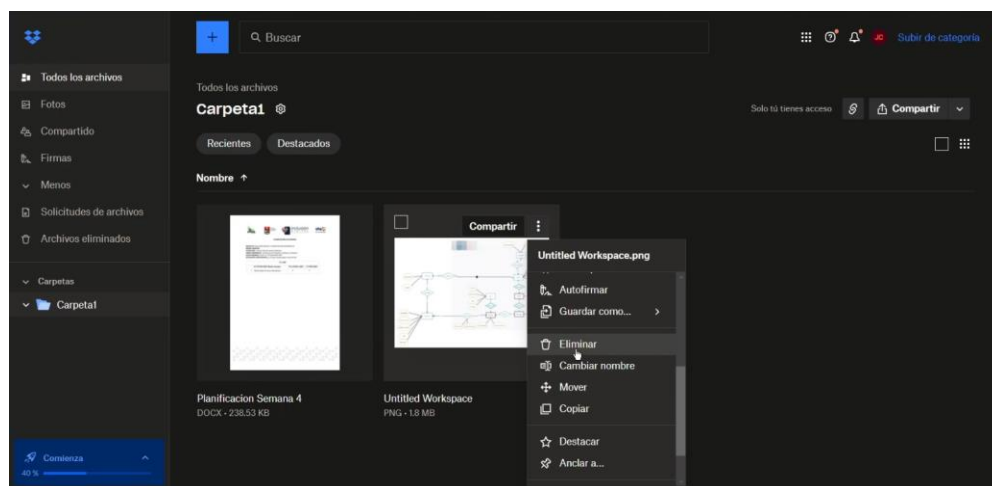 Buscar
JC
Subir de categoría
Todos los archivos
Fotos
Compartido
Firmas
Menos
Solicitudes de archivos
Archivos eliminados
Carpetas
Carpeta1
Comienza
40 %
Todos los archivos
Carpeta1
Solo tú tienes acceso
Compartir
Recientes
Destacados
Nombre
Planificacion Semana 4
DOCX • 238.53 KB
Compartir
Untitled Workspace
PNG • 1.8 MB
Untitled Workspace.png
Autofirmar
Guardar como...
Eliminar
Cambiar nombre
Mover
Copiar
Destacar
Anclar a...